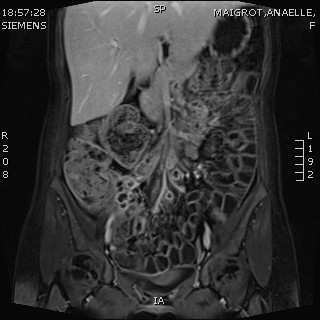 18:57:28
SIEMENS
SP
MAIGROT,ANAELLE,
F
R
2
0
8
L
1
9
2
IA